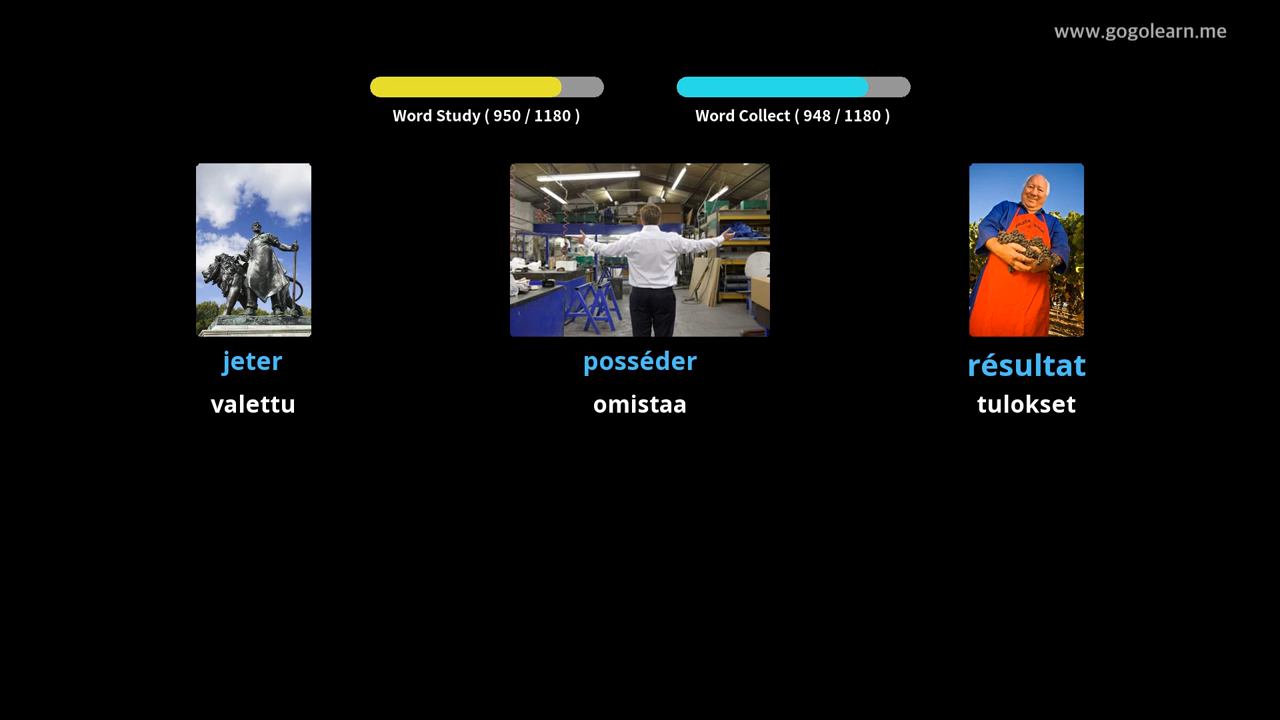 www.gogolearn.me
Word Study ( 950 / 1180 )
Word Collect ( 948 / 1180 )
jeter
posséder
résultat
valettu
omistaa
tulokset